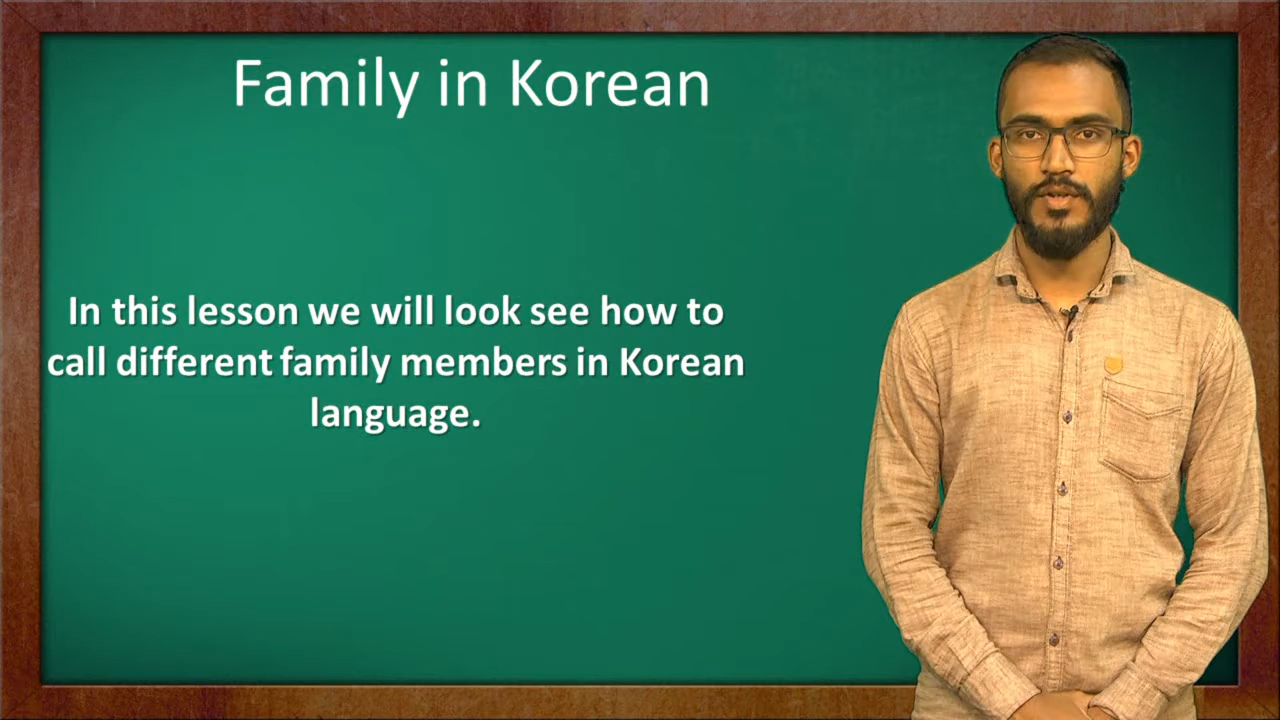 Family in Korean
In this lesson we will look see how to
call different family members in Korean
language.